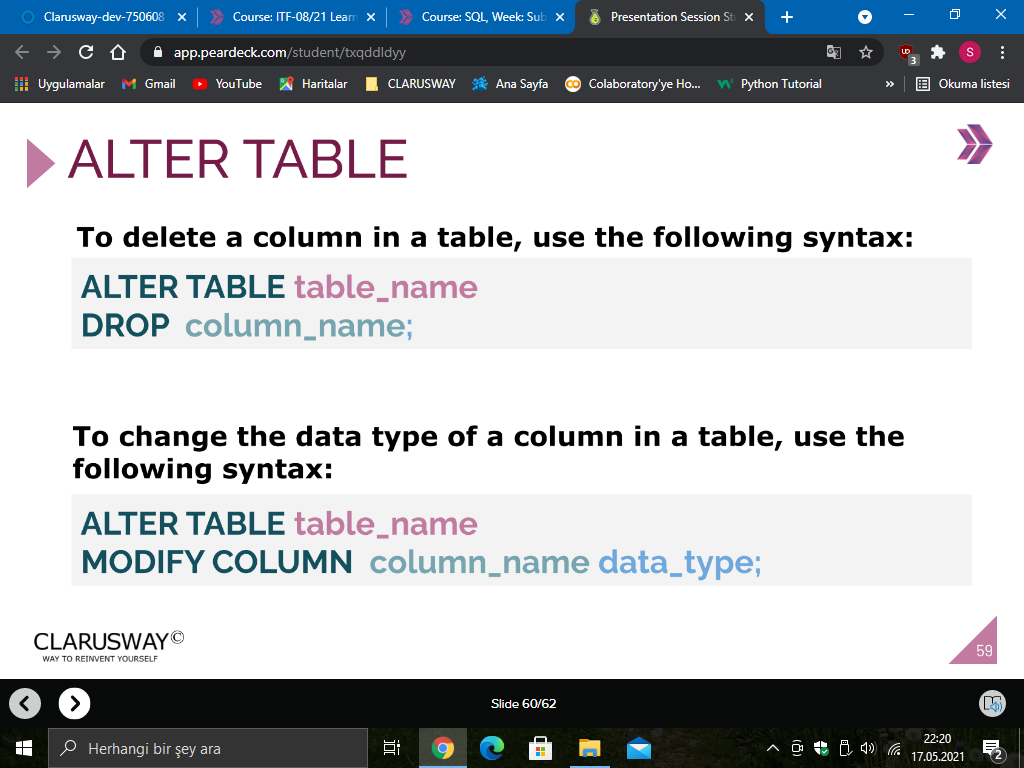 Clarusway-dev-750608
Course: ITF-08/21 Learn
Course: SQL, Week: Sub
Presentation Session St
app.peardeck.com/student/txqddldyy
UD
3
S
Uygulamalar
Gmail
YouTube
Haritalar
CLARUSWAY
Ana Sayfa
Colaboratory'ye Ho...
Python Tutorial
»
Okuma listesi
ALTER TABLE
To delete a column in a table, use the following syntax:
ALTER TABLE table_name
DROP column_name;
To change the data type of a column in a table, use the
following syntax:
ALTER TABLE table_name
MODIFY COLUMN column_name data_type;
CLARUSWAY©
WAY TO REINVENT YOURSELF
59
Slide 60/62
Herhangi bir şey ara
22:20
17.05.2021
2